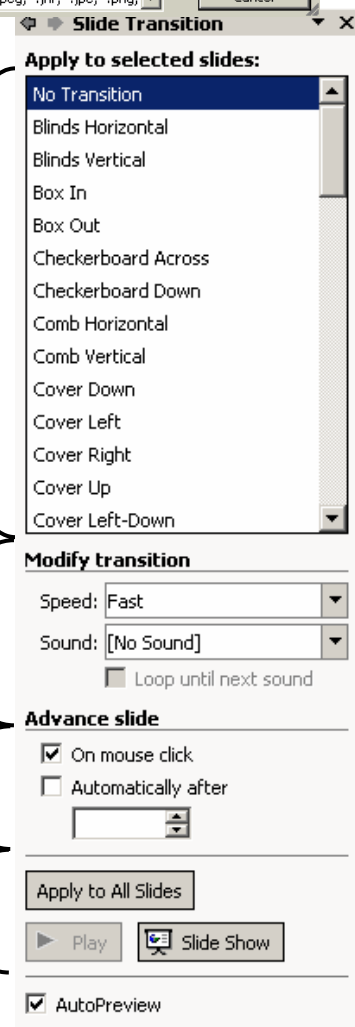 Slide Transition
Apply to selected slides:
No Transition
Blinds Horizontal
Blinds Vertical
Box In
Box Out
Checkerboard Across
Checkerboard Down
Comb Horizontal
Comb Vertical
Cover Down
Cover Left
Cover Right
Cover Up
Cover Left-Down
Modify transition
Speed: Fast
Sound: [No Sound]
Loop until next sound
Advance slide
On mouse click
Automatically after
Apply to All Slides
Play Slide Show
AutoPreview